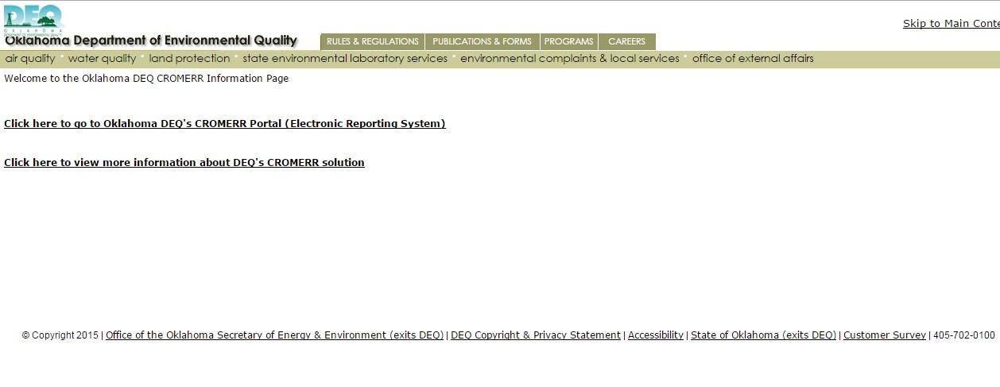 DEQ
OKLAHOMA
Oklahoma Department of Environmental Quality
RULES & REGULATIONS PUBLICATIONS & FORMS PROGRAMS CAREERS
Skip to Main Conte
air quality water quality land protection state environmental laboratory services environmental complaints & local services office of external affairs
Welcome to the Oklahoma DEQ CROMERR Information Page
Click here to go to Oklahoma DEQ's CROMERR Portal (Electronic Reporting System)
Click here to view more information about DEQ's CROMERR solution
© Copyright 2015 | Office of the Oklahoma Secretary of Energy & Environment (exits DEQ) | DEQ Copyright & Privacy Statement | Accessibility | State of Oklahoma (exits DEQ) | Customer Survey | 405-702-0100